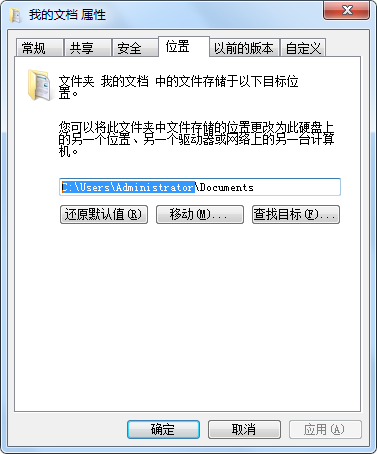 我的文档 属性
常规 共享 安全 位置 以前的版本 自定义
文件夹 我的文档 中的文件存储于以下目标位
置。
您可以将此文件夹中文件存储的位置更改为此硬盘上
的另一个位置、另一个驱动器或网络上的另一台计算
机。
C:\Users\Administrator\Documents
还原默认值(R) 移动(M)... 查找目标(F)...
确定 取消 应用(A)